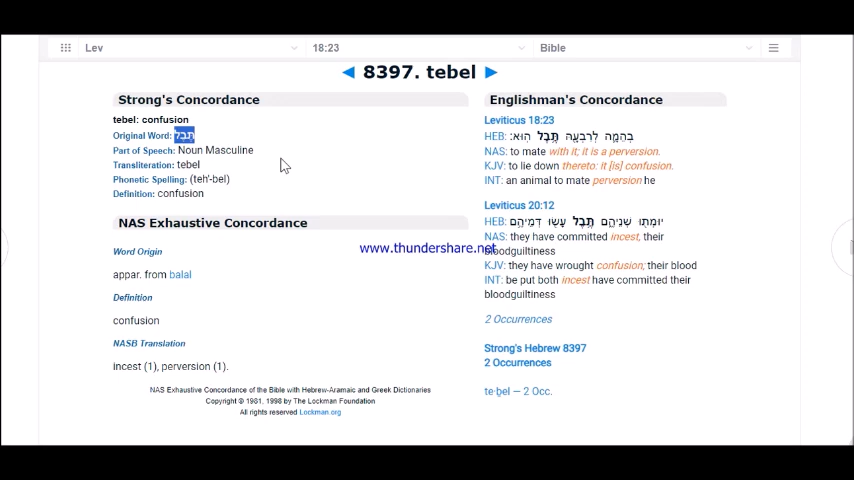 Lev 18:23 Bible
8397. tebel
Strong's Concordance
tebel: confusion
Original Word: תֶּבֶל
Part of Speech: Noun Masculine
Transliteration: tebel
Phonetic Spelling: (teh'-bel)
Definition: confusion
NAS Exhaustive Concordance
Word Origin
appar. from balal
Definition
confusion
NASB Translation
incest (1), perversion (1).
NAS Exhaustive Concordance of the Bible with Hebrew-Aramaic and Greek Dictionaries
Copyright © 1981, 1998 by The Lockman Foundation
All rights reserved Lockman.org
Englishman's Concordance
Leviticus 18:23
HEB: בְהֵמָ֛ה לְרִבְעָ֖הּ תֶּ֥בֶל הֽוּא׃
NAS: to mate with it; it is a perversion.
KJV: to lie down thereto: it [is] confusion.
INT: an animal to mate perversion he
Leviticus 20:12
HEB: יוּמְת֖וּ שְׁנֵיהֶ֑ם תֶּ֥בֶל עָשׂ֖וּ דְּמֵיהֶ֥ם
NAS: they have committed incest, their
bloodguiltiness
KJV: they have wrought confusion; their blood
INT: be put both incest have committed their
bloodguiltiness
2 Occurrences
Strong's Hebrew 8397
2 Occurrences
te·ḇel — 2 Occ.
www.thundershare.net